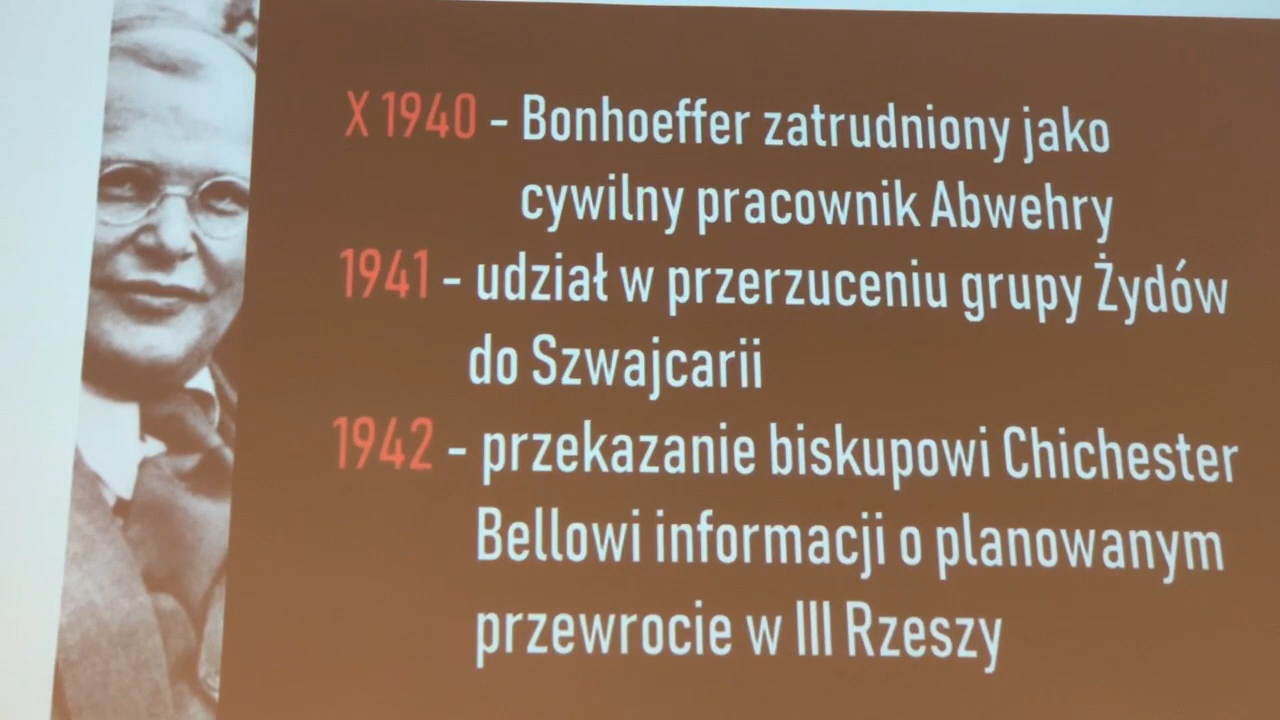 X 1940 - Bonhoeffer zatrudniony jako
cywilny pracownik Abwehry
1941 - udział w przerzuceniu grupy Żydów
do Szwajcarii
1942 - przekazanie biskupowi Chichester
Bellowi informacji o planowanym
przewrocie w III Rzeszy